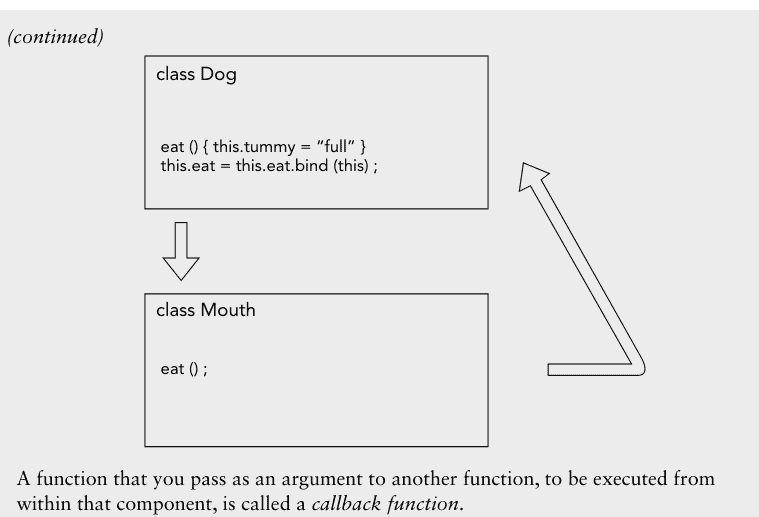 (continued)
class Dog
eat () { this.tummy = “full” }
this.eat = this.eat.bind (this) ;
class Mouth
eat () ;
A function that you pass as an argument to another function, to be executed from
within that component, is called a callback function.